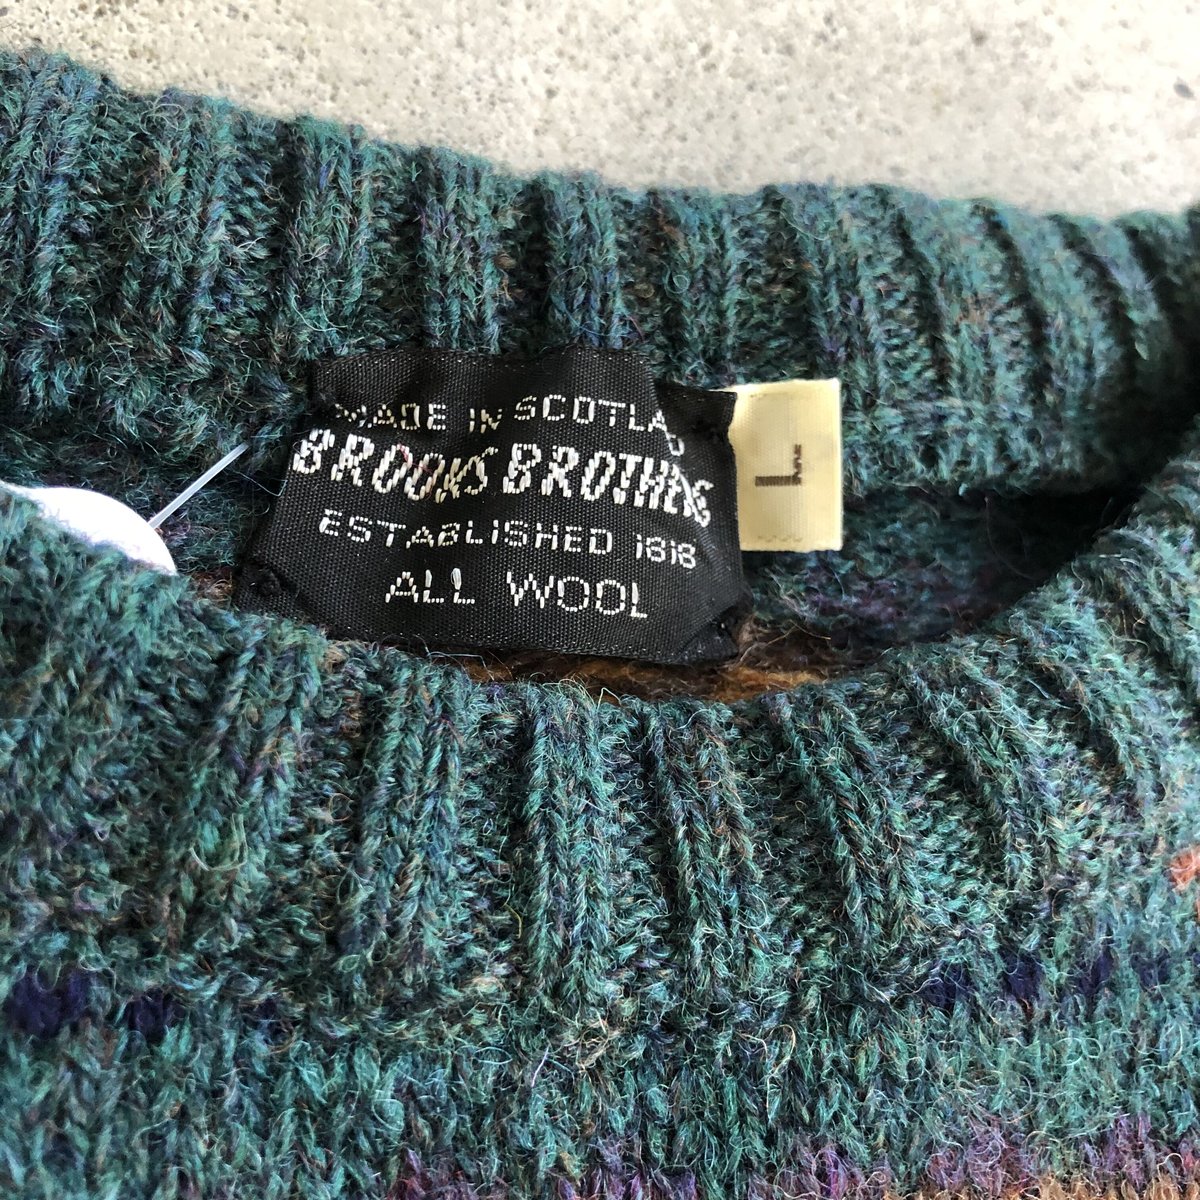 MADE IN SCOTLAND
BROOKS BROTHERS
ESTABLISHED 1818
ALL WOOL
L